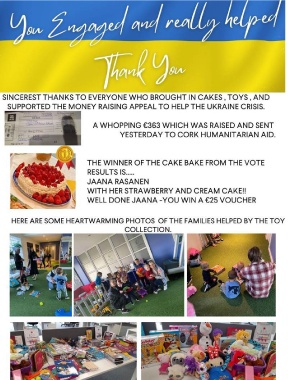 You Engaged and really helped
Thank You
SINCEREST THANKS TO EVERYONE WHO BROUGHT IN CAKES , TOYS , AND
SUPPORTED THE MONEY RAISING APPEAL TO HELP THE UKRAINE CRISIS.
A WHOPPING €363 WHICH WAS RAISED AND SENT
YESTERDAY TO CORK HUMANITARIAN AID.
THE WINNER OF THE CAKE BAKE FROM THE VOTE
RESULTS IS.....
JAANA RASANEN
WITH HER STRAWBERRY AND CREAM CAKE!!
WELL DONE JAANA -YOU WIN A €25 VOUCHER
HERE ARE SOME HEARTWARMING PHOTOS OF THE FAMILIES HELPED BY THE TOY
COLLECTION.